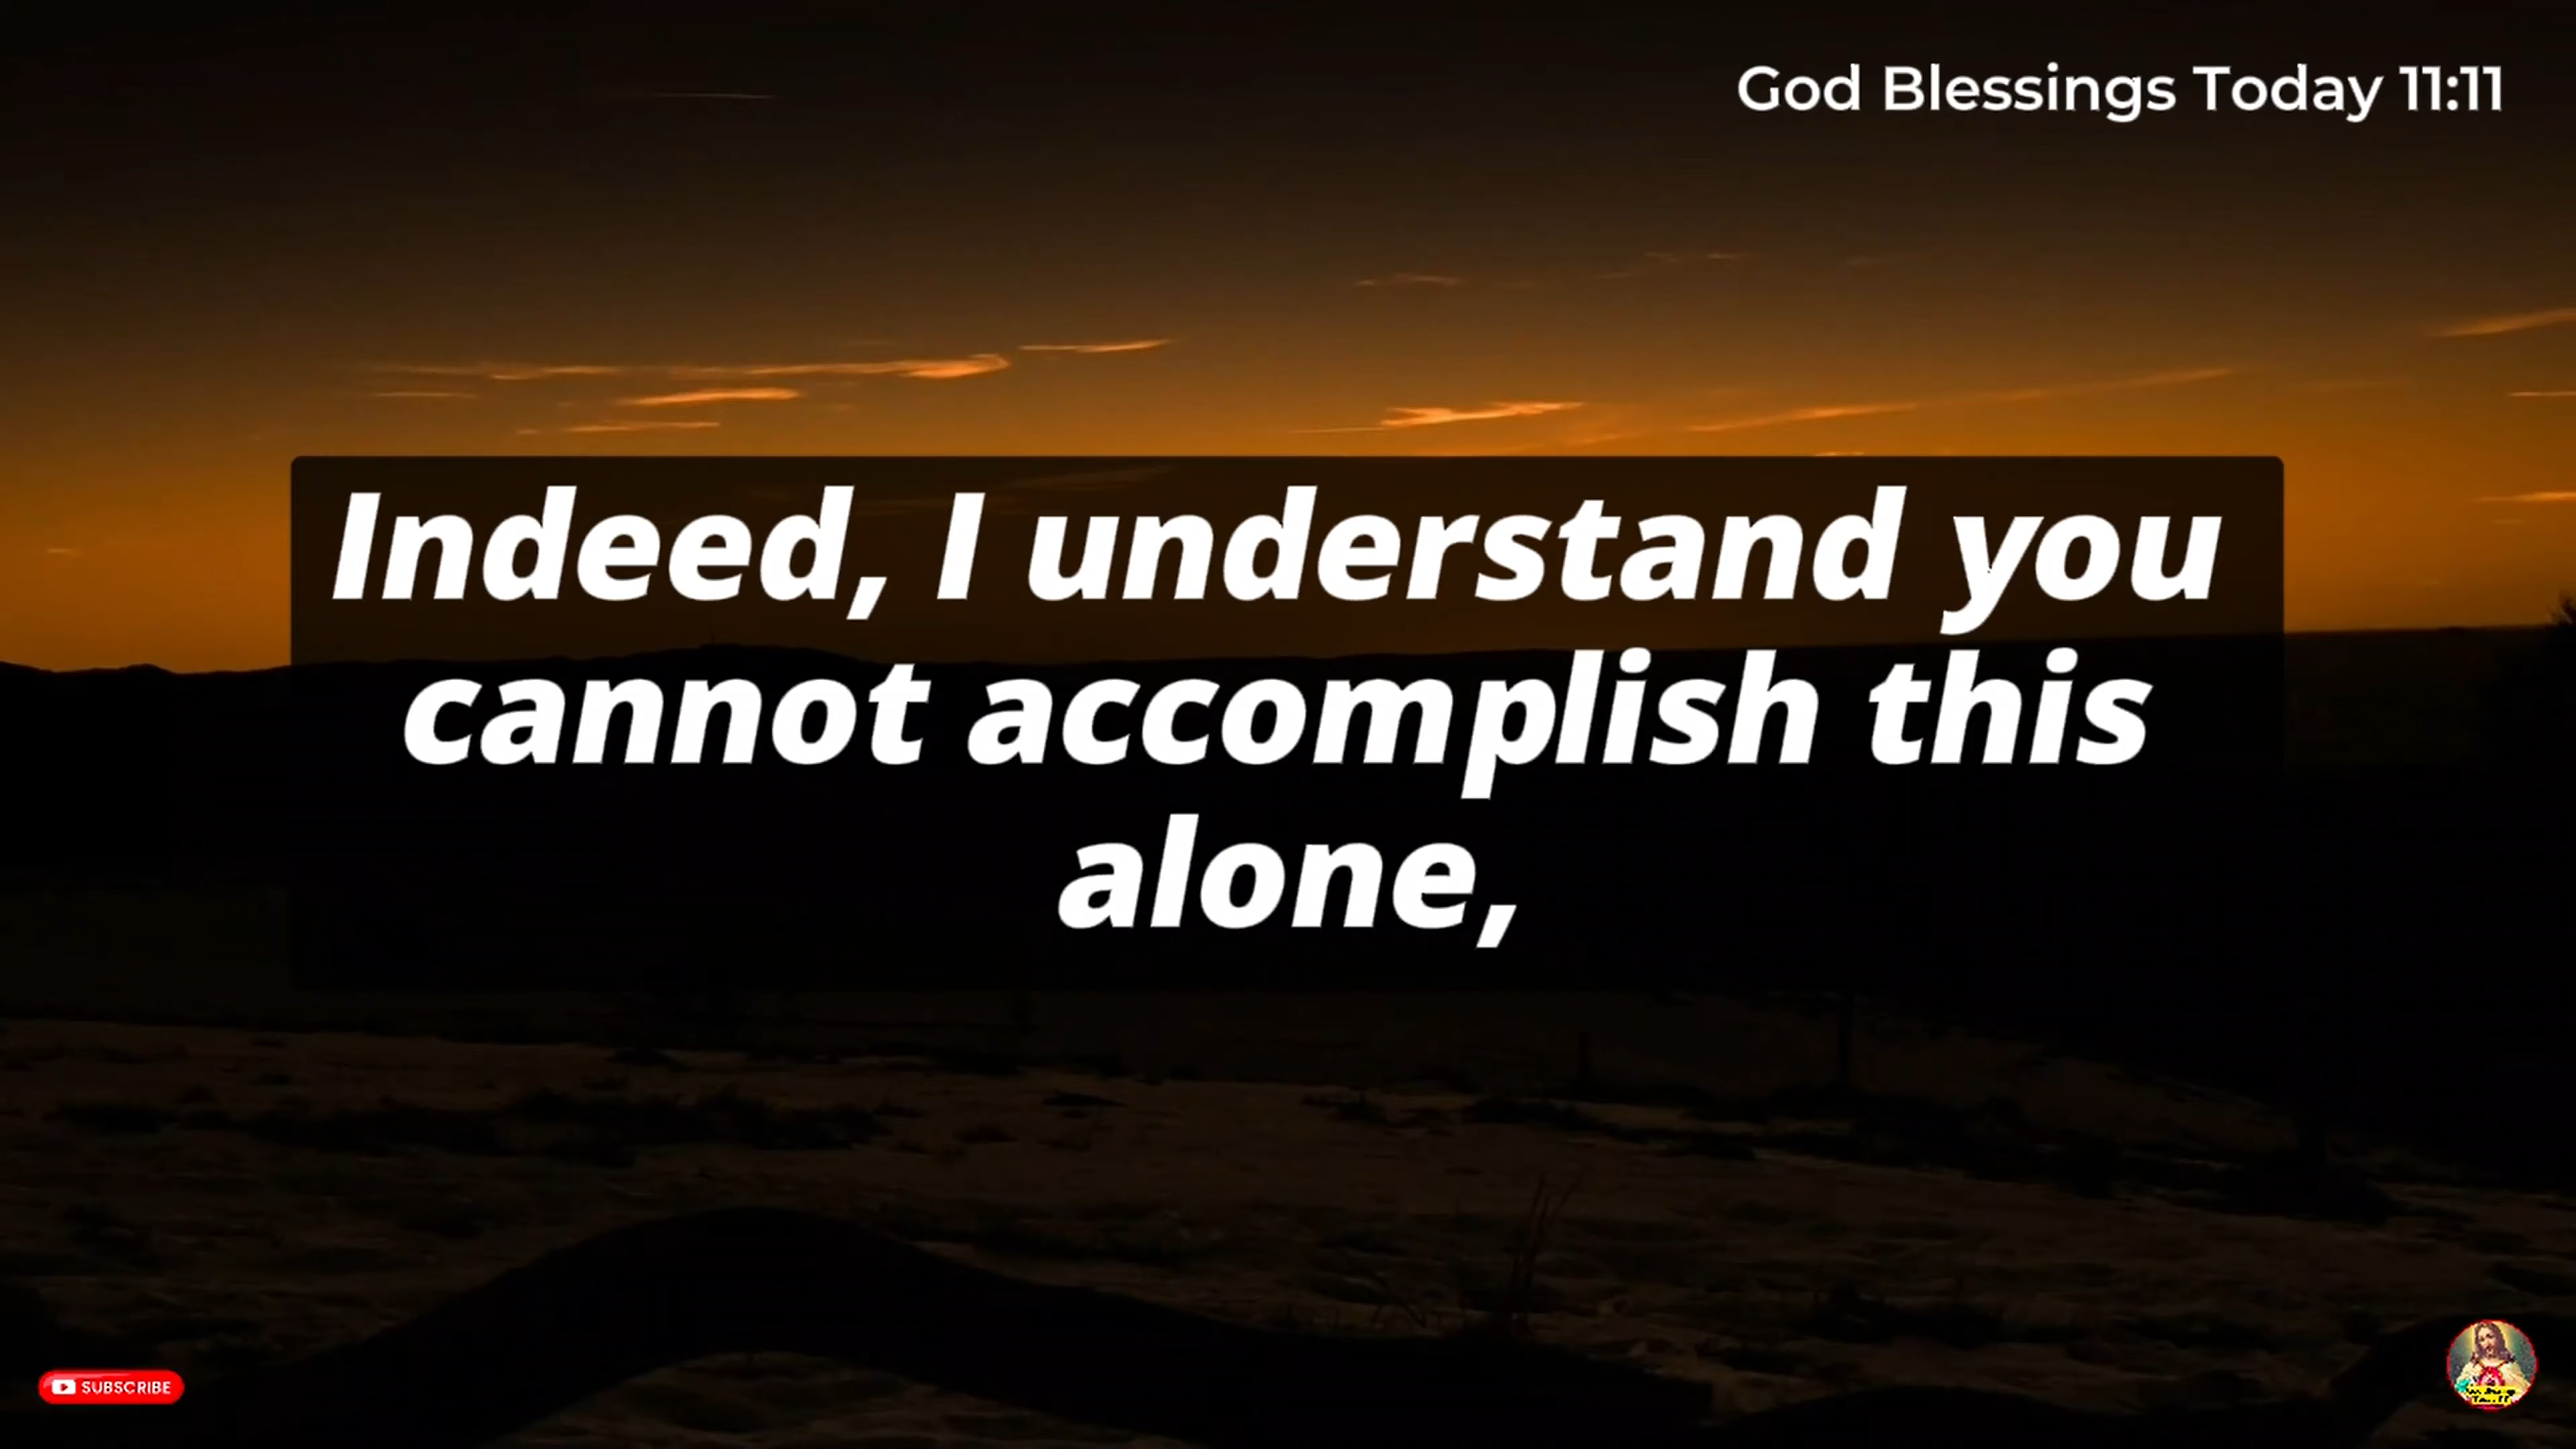 God Blessings Today 11:11
Indeed, I understand you
cannot accomplish this
alone,
SUBSCRIBE